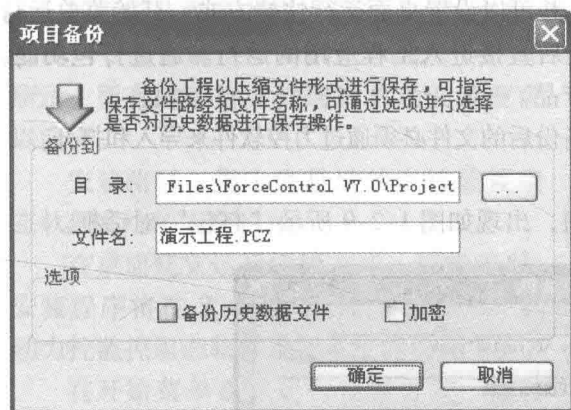 项目备份
备份工程以压缩文件形式进行保存，可指定
保存文件路经和文件名称，可通过选项进行选择
是否对历史数据进行保存操作。
备份到
目 录: Files\ForceControl V7.0\Project ...
文件名: 演示工程.PCZ
选项
备份历史数据文件 加密
确定 取消